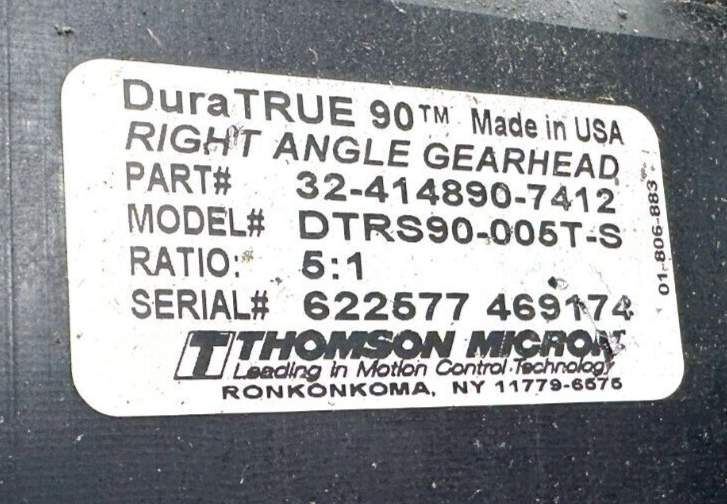 DuraTRUE 90™ Made in USA
RIGHT ANGLE GEARHEAD
PART# 32-414890-7412
MODEL# DTRS90-005T-S
RATIO: 5:1
SERIAL# 622577 469174
T THOMSON MICRON
Leading in Motion Control Technology
RONKONKOMA, NY 11779-6575
01-806-883